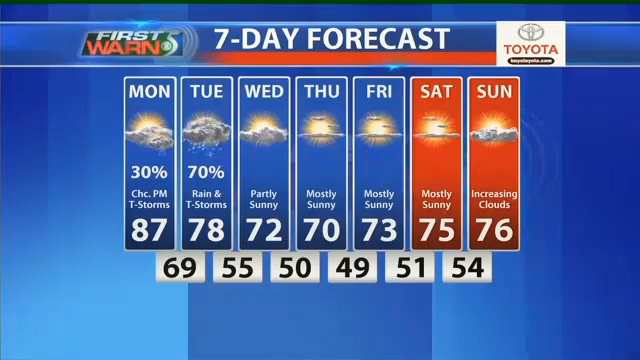 FIRST
WARN 5
7-DAY FORECAST
TOYOTA
buyatoyota.com
MON TUE WED THU FRI SAT SUN
30% 70%
Chc. PM Rain & Partly Mostly Mostly Mostly Increasing
T-Storms T-Storms Sunny Sunny Sunny Sunny Clouds
87 78 72 70 73 75 76
69 55 50 49 51 54